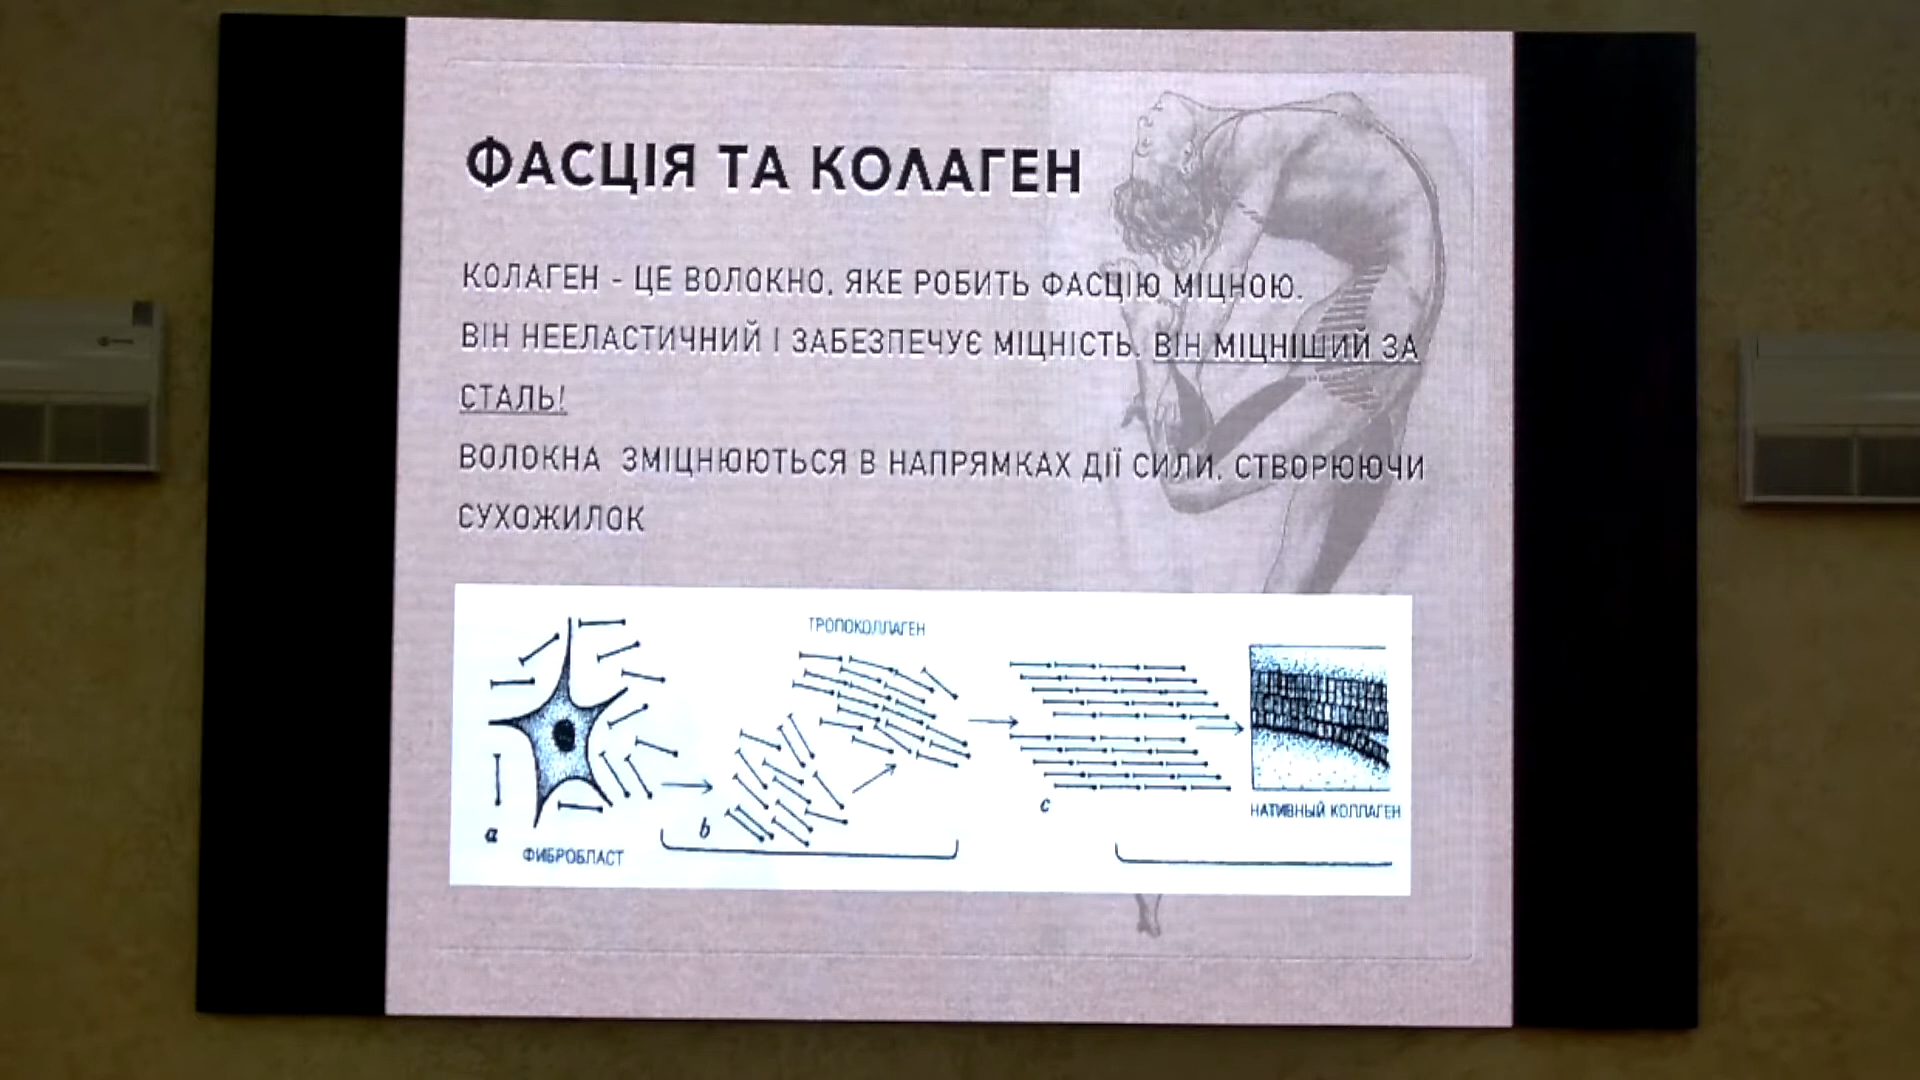 ФАСЦІЯ ТА КОЛАГЕН
КОЛАГЕН - ЦЕ ВОЛОКНО, ЯКЕ РОБИТЬ ФАСЦІЮ МІЦНОЮ.
ВІН НЕЕЛАСТИЧНИЙ І ЗАБЕЗПЕЧУЄ МІЦНІСТЬ. ВІН МІЦНІШИЙ ЗА
СТАЛЬ!
ВОЛОКНА ЗМІЦНЮЮТЬСЯ В НАПРЯМКАХ ДІЇ СИЛИ, СТВОРЮЮЧИ
СУХОЖИЛОК
ТРОПОКОЛЛАГЕН
a
b
c
ФИБРОБЛАСТ
НАТИВНЫЙ КОЛЛАГЕН